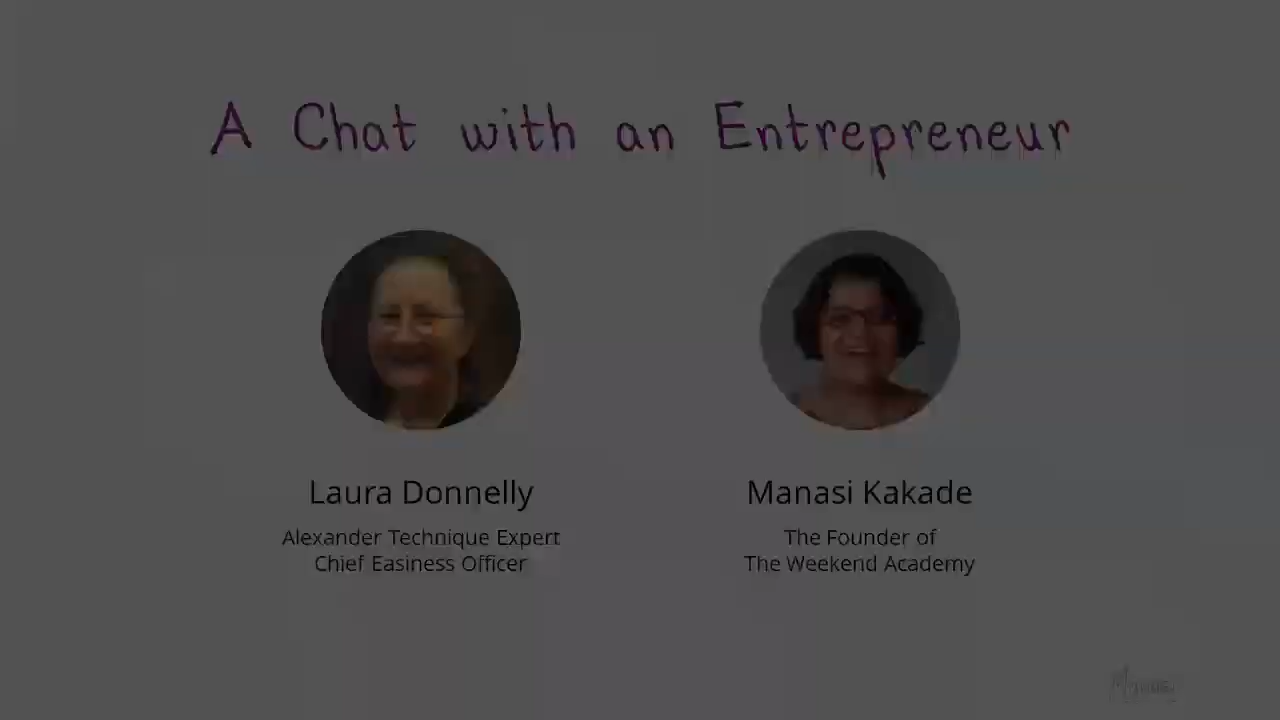 A Chat with an Entrepreneur
Laura Donnelly
Alexander Technique Expert
Chief Easiness Officer
Manasi Kakade
The Founder of
The Weekend Academy